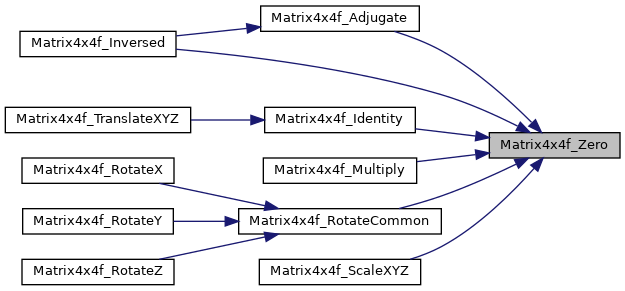 Matrix4x4f_Adjugate
Matrix4x4f_Inversed
Matrix4x4f_TranslateXYZ
Matrix4x4f_Identity
Matrix4x4f_Zero
Matrix4x4f_RotateX
Matrix4x4f_Multiply
Matrix4x4f_RotateY
Matrix4x4f_RotateCommon
Matrix4x4f_RotateZ
Matrix4x4f_ScaleXYZ